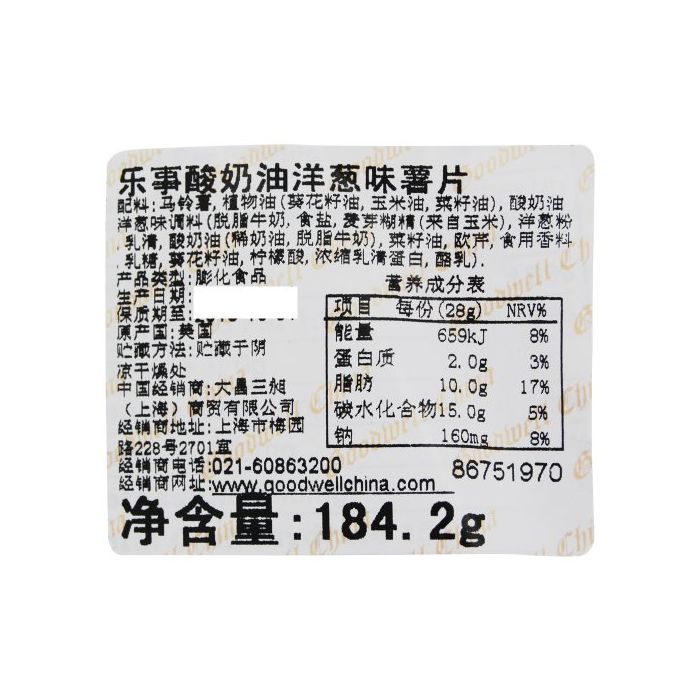 乐事酸奶油洋葱味薯片
配料:马铃薯,植物油(葵花籽油,玉米油,菜籽油),酸奶油
洋葱味调料(脱脂牛奶,食盐,麦芽糊精(来自玉米),洋葱粉
乳清,酸奶油(稀奶油,脱脂牛奶),菜籽油,欧芹,食用香料
乳糖,葵花籽油,柠檬酸,浓缩乳清蛋白,酪乳).
产品类型:膨化食品
生产日期:
保质期至
原产国:美国
贮藏方法:贮藏于阴
凉干燥处
中国经销商:大昌三昶
(上海)商贸有限公司
经销商地址:上海市梅园
路228号2701室
经销商电话:021-60863200
经销商网址:www.goodwellchina.com
营养成分表
项目 每份(28g) NRV%
能量 659kJ 8%
蛋白质 2.0g 3%
脂肪 10.0g 17%
碳水化合物15.0g 5%
钠 160mg 8%
86751970
净含量:184.2g